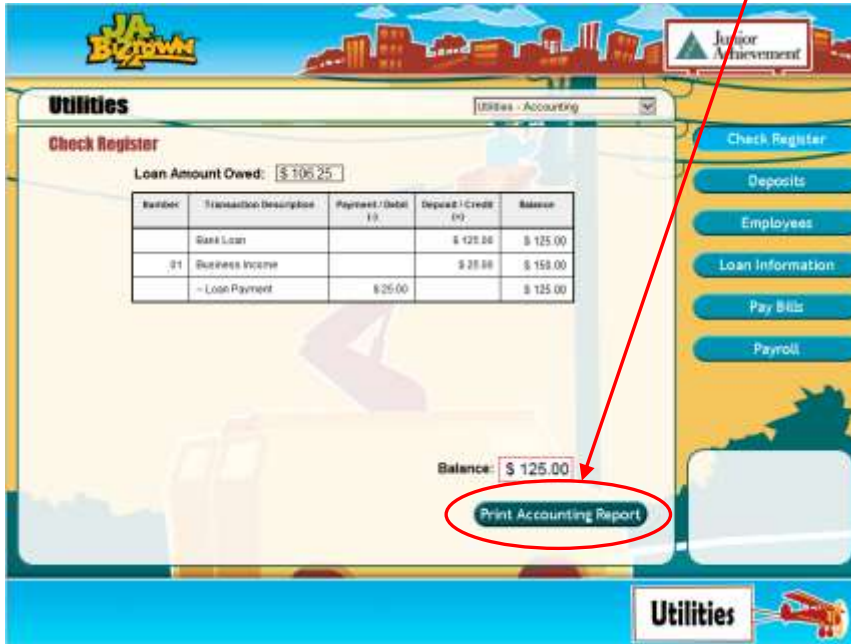 JA
BizTown
Junior
Achievement
Utilities
Utilities - Accounting
Check Register
Loan Amount Owed: $ 106.25
Number Transaction Description Payment / Debit (-) Deposit / Credit (+) Balance
Bank Loan $ 125.00 $ 125.00
01 Business Income $ 25.00 $ 150.00
-- Loan Payment $ 25.00 $ 125.00
Balance: $ 125.00
Print Accounting Report
Check Register
Deposits
Employees
Loan Information
Pay Bills
Payroll
Utilities